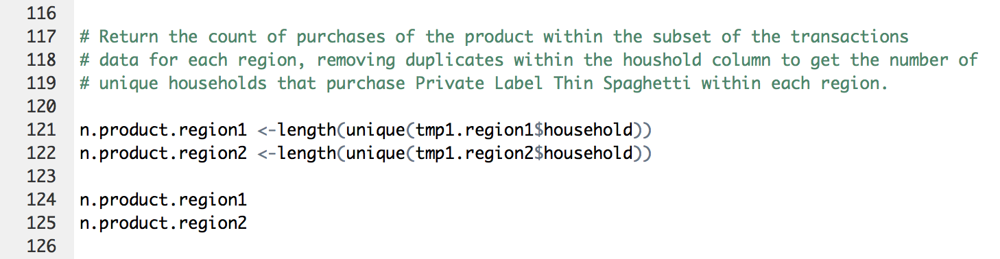 116
117 # Return the count of purchases of the product within the subset of the transactions
118 # data for each region, removing duplicates within the houshold column to get the number of
119 # unique households that purchase Private Label Thin Spaghetti within each region.
120
121 n.product.region1 <-length(unique(tmp1.region1$household))
122 n.product.region2 <-length(unique(tmp1.region2$household))
123
124 n.product.region1
125 n.product.region2
126